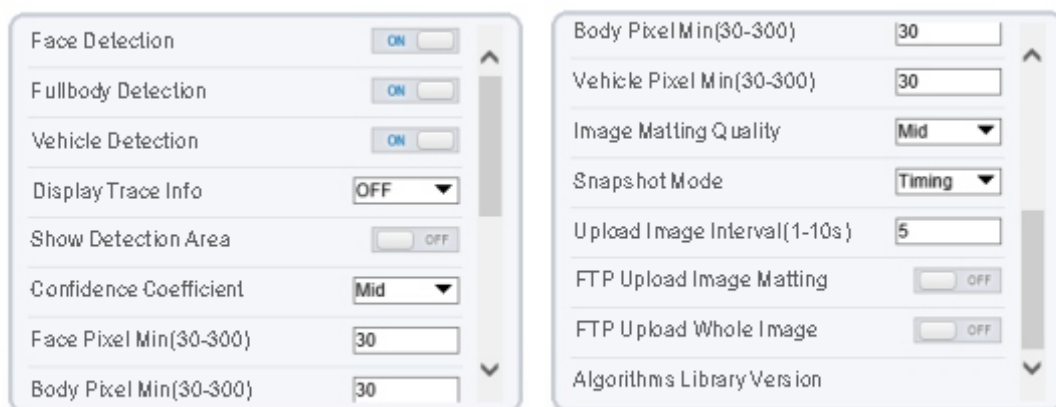 Face Detection ON
Fullbody Detection ON
Vehicle Detection ON
Display Trace Info OFF
Show Detection Area OFF
Confidence Coefficient Mid
Face Pixel Min(30-300) 30
Body Pixel Min(30-300) 30
Body Pixel Min(30-300) 30
Vehicle Pixel Min(30-300) 30
Image Matting Quality Mid
Snapshot Mode Timing
Upload Image Interval(1-10s) 5
FTP Upload Image Matting OFF
FTP Upload Whole Image OFF
Algorithms Library Version